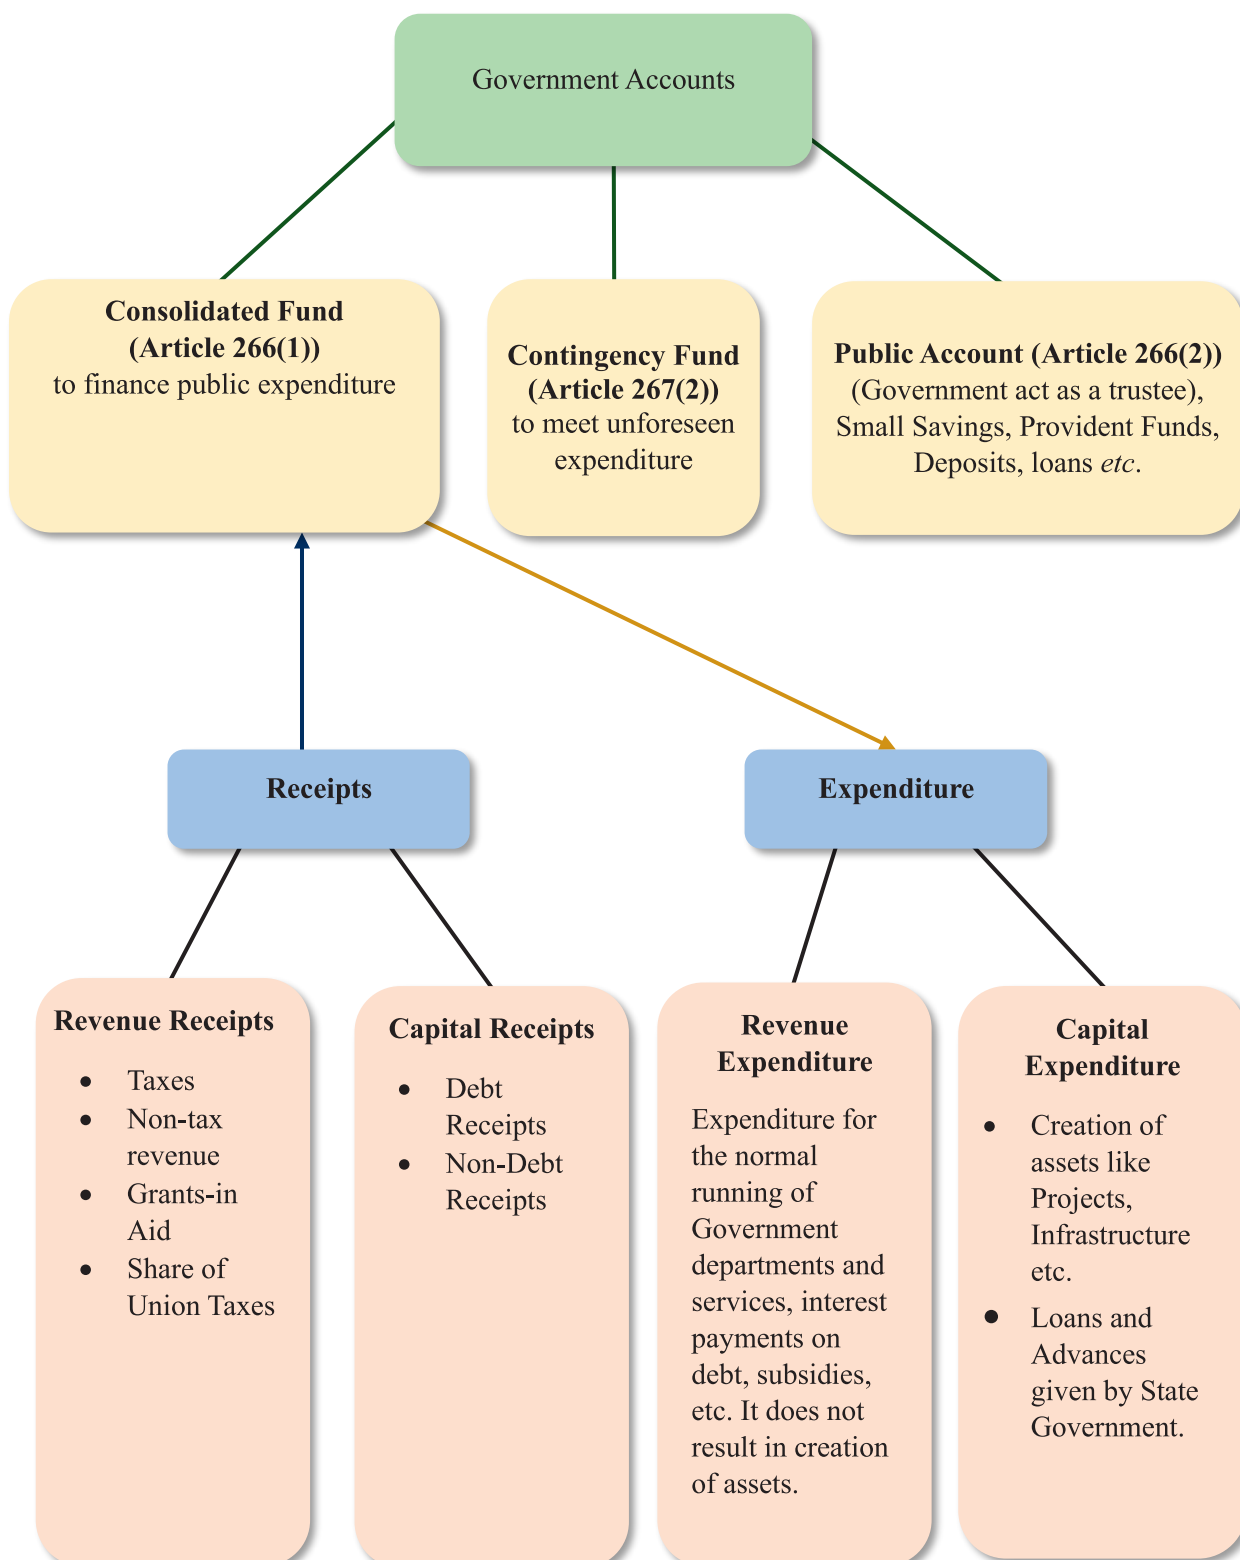 Government Accounts
Consolidated Fund
(Article 266(1))
to finance public expenditure
Contingency Fund
(Article 267(2))
to meet unforeseen
expenditure
Public Account (Article 266(2))
(Government act as a trustee),
Small Savings, Provident Funds,
Deposits, loans etc.
Receipts
Expenditure
Revenue Receipts
• Taxes
• Non-tax
revenue
• Grants-in
Aid
• Share of
Union Taxes
Capital Receipts
• Debt
Receipts
• Non-Debt
Receipts
Revenue
Expenditure
Expenditure for
the normal
running of
Government
departments and
services, interest
payments on
debt, subsidies,
etc. It does not
result in creation
of assets.
Capital
Expenditure
• Creation of
assets like
Projects,
Infrastructure
etc.
• Loans and
Advances
given by State
Government.